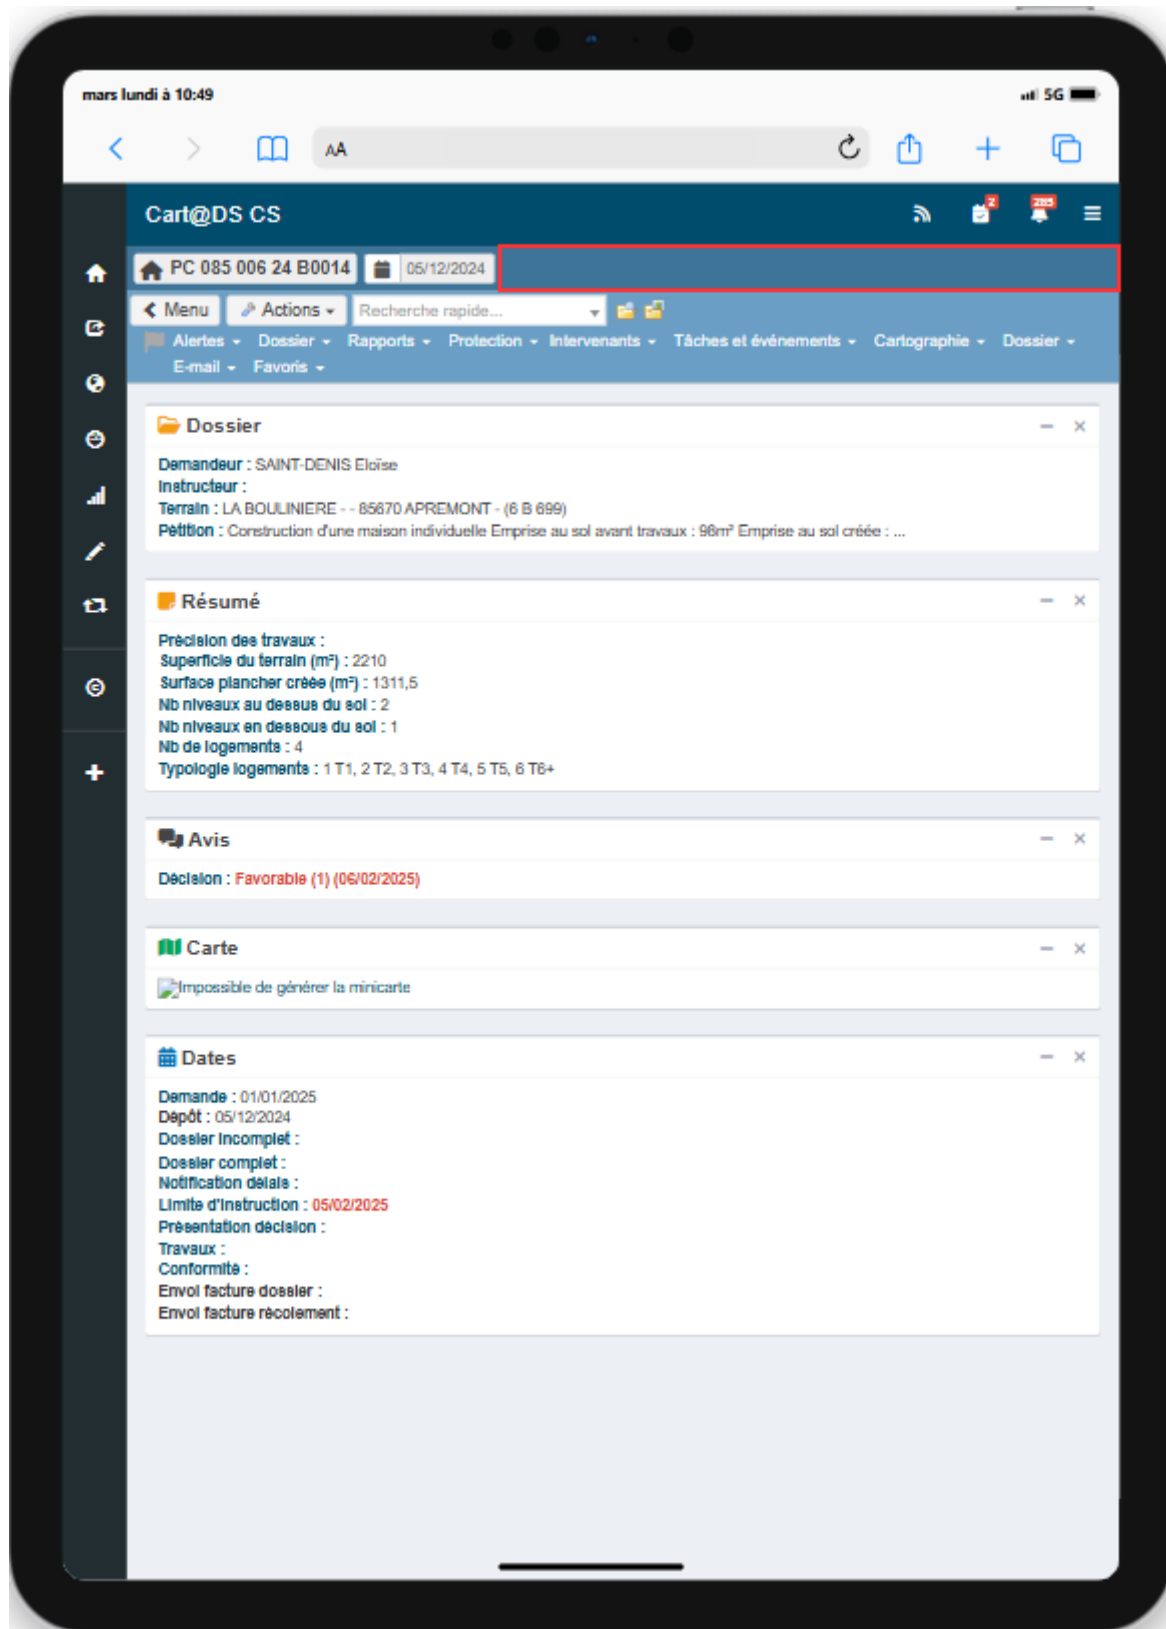 mars lundi à 10:49
5G
AA
Cart@DS CS
2
285
PC 085 006 24 B0014
05/12/2024
Menu
Actions
Recherche rapide...
Alertes Dossier Rapports Protection Intervenants Tâches et événements Cartographie Dossier
E-mail Favoris
Dossier
Demandeur : SAINT-DENIS Eloïse
Instructeur :
Terrain : LA BOULINIERE - - 85670 APREMONT - (6 B 699)
Pétition : Construction d'une maison individuelle Emprise au sol avant travaux : 96m² Emprise au sol créée : ...
Résumé
Précision des travaux :
Superficie du terrain (m²) : 2210
Surface plancher créée (m²) : 1311,5
Nb niveaux au dessus du sol : 2
Nb niveaux en dessous du sol : 1
Nb de logements : 4
Typologie logements : 1 T1, 2 T2, 3 T3, 4 T4, 5 T5, 6 T6+
Avis
Décision : Favorable (1) (06/02/2025)
Carte
Impossible de générer la minicarte
Dates
Demande : 01/01/2025
Dépôt : 05/12/2024
Dossier incomplet :
Dossier complet :
Notification délais :
Limite d'instruction : 05/02/2025
Présentation décision :
Travaux :
Conformité :
Envoi facture dossier :
Envoi facture récolement :